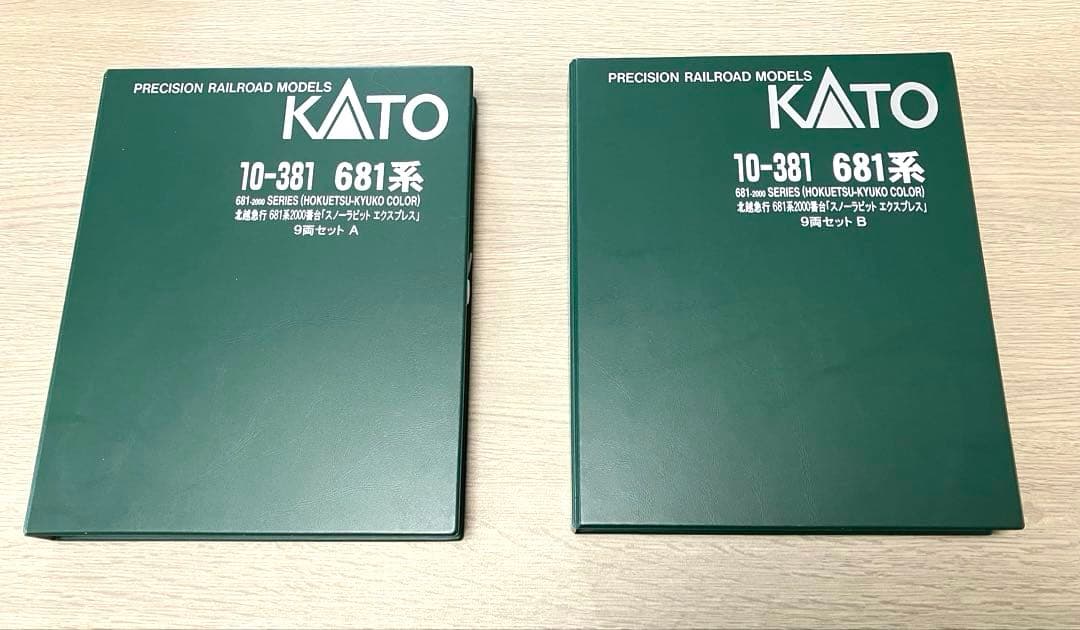 PRECISION RAILROAD MODELS
KATO
10-381 681系
681-2000 SERIES (HOKUETSU-KYUKO COLOR)
北越急行 681系2000番台「スノーラビット エクスプレス」
9両セット A
PRECISION RAILROAD MODELS
KATO
10-381 681系
681-2000 SERIES (HOKUETSU-KYUKO COLOR)
北越急行 681系2000番台「スノーラビット エクスプレス」
9両セット B